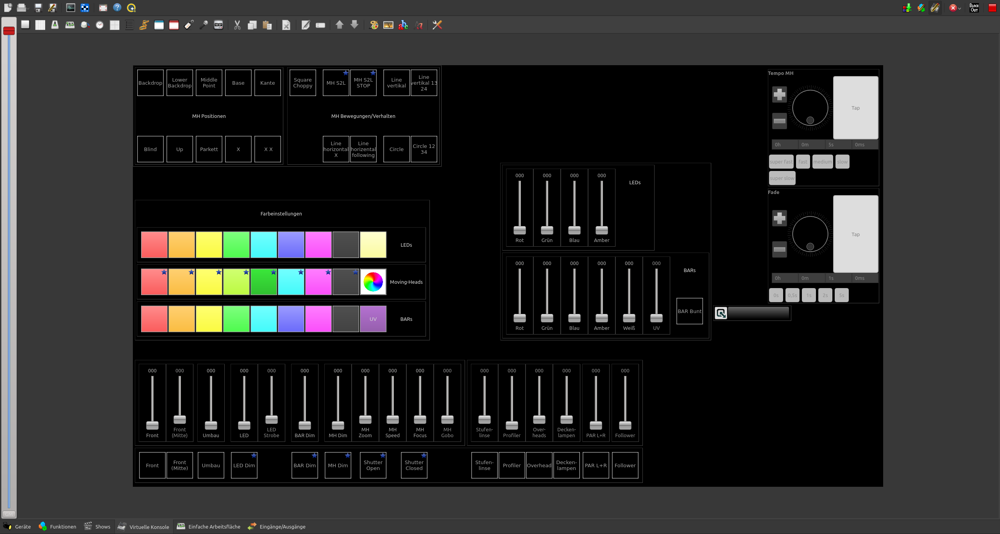 ON
BLACK
OUT
10:27
abc
Backdrop
Lower
Backdrop
Middle
Point
Base
Kante
MH Positionen
Blind
Up
Parkett
X
X X
Square
Choppy
MH S2L
MH S2L
STOP
Line
vertikal
Line
vertikal 13
24
MH Bewegungen/Verhalten
Line
horizontal
X
Line
horizental
following
Circle
Circle 12
34
Tempo MH
Tap
0h 0m 5s 0ms
super fast fast medium slow
super slow
Fade
Tap
0h 0m 1s 0ms
0s 0,5s 1s 2s 5s
Farbeinstellungen
LEDs
Moving-Heads
UV
BARs
000 000 000 000
LEDs
Rot Grün Blau Amber
000 000 000 000 000 000
BARs
BAR Bunt
Rot Grün Blau Amber Weiß UV
000 000 000 000 000 000 000 000 000 000 000
Front
Front
(Mitte)
Umbau
LED
LED
Strobe
BAR Dim
MH Dim
MH
Zoom
MH
Speed
MH
Focus
MH
Gobo
000 000 000 000 000 000
Stufen-
linse
Profiler
Over-
heads
Decken-
lampen
PAR L+R
Follower
Front
Front
(Mitte)
Umbau
LED Dim
BAR Dim
MH Dim
Shutter
Open
Shutter
Closed
Stufen-
linse
Profiler
Overhead
Decken-
lampen
PAR L+R
Follower
GM
Geräte Funktionen Shows Virtuelle Konsole Einfache Arbeitsfläche Eingänge/Ausgänge